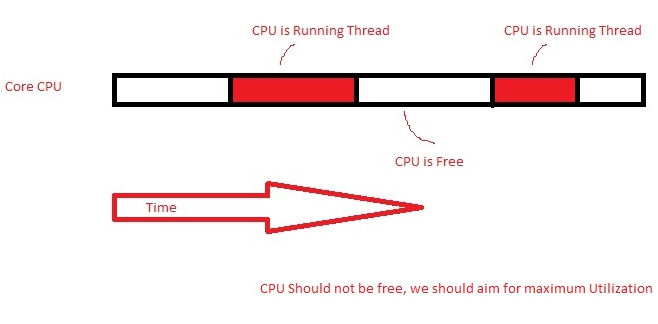 CPU is Running Thread
CPU is Running Thread
Core CPU
CPU is Free
Time
CPU Should not be free, we should aim for maximum Utilization